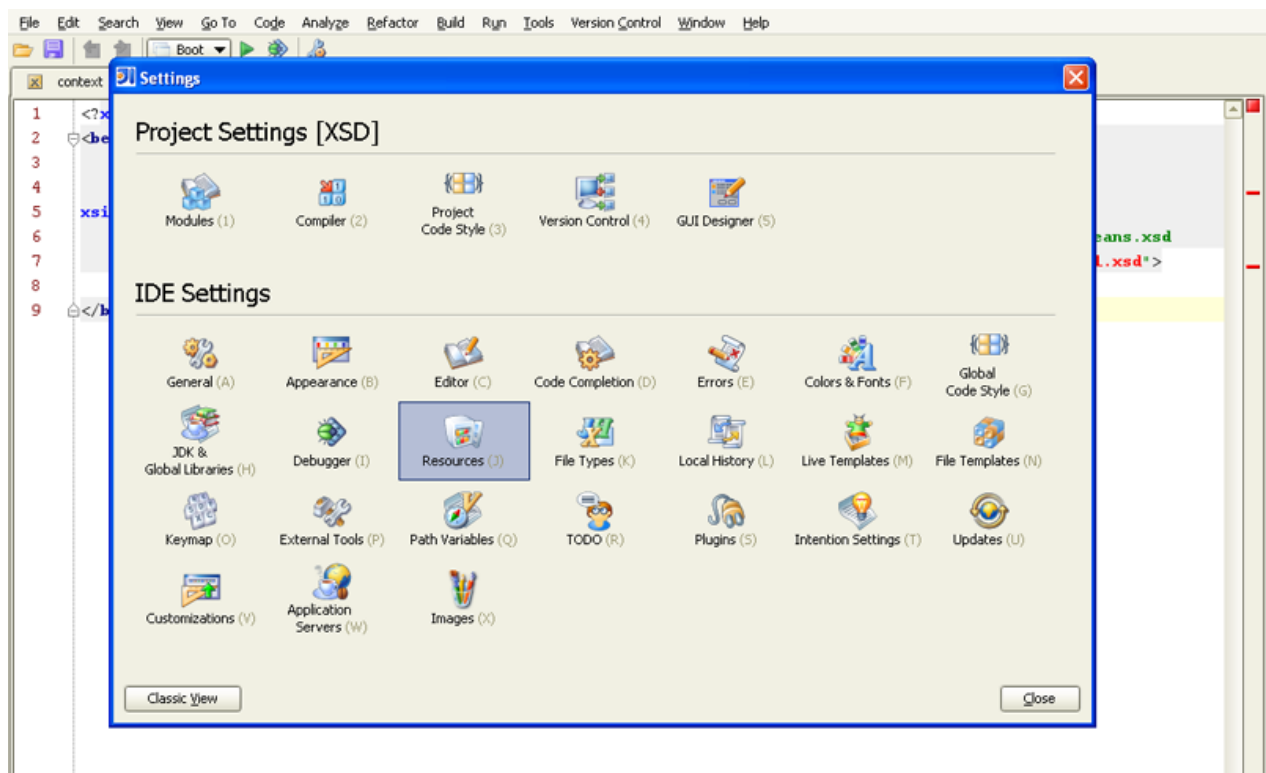 File Edit Search View Go To Code Analyze Refactor Build Run Tools Version Control Window Help
Boot
context
Settings
1 <?x
2 <be
3
4
5 xsi
6 eans.xsd
7 l.xsd">
8
9 </b
Project Settings [XSD]
Modules (1) Compiler (2) Project Code Style (3) Version Control (4) GUI Designer (5)
IDE Settings
General (A) Appearance (B) Editor (C) Code Completion (D) Errors (E) Colors & Fonts (F) Global Code Style (G)
JDK & Global Libraries (H) Debugger (I) Resources (J) File Types (K) Local History (L) Live Templates (M) File Templates (N)
Keymap (O) External Tools (P) Path Variables (Q) TODO (R) Plugins (S) Intention Settings (T) Updates (U)
Customizations (V) Application Servers (W) Images (X)
Classic View Close